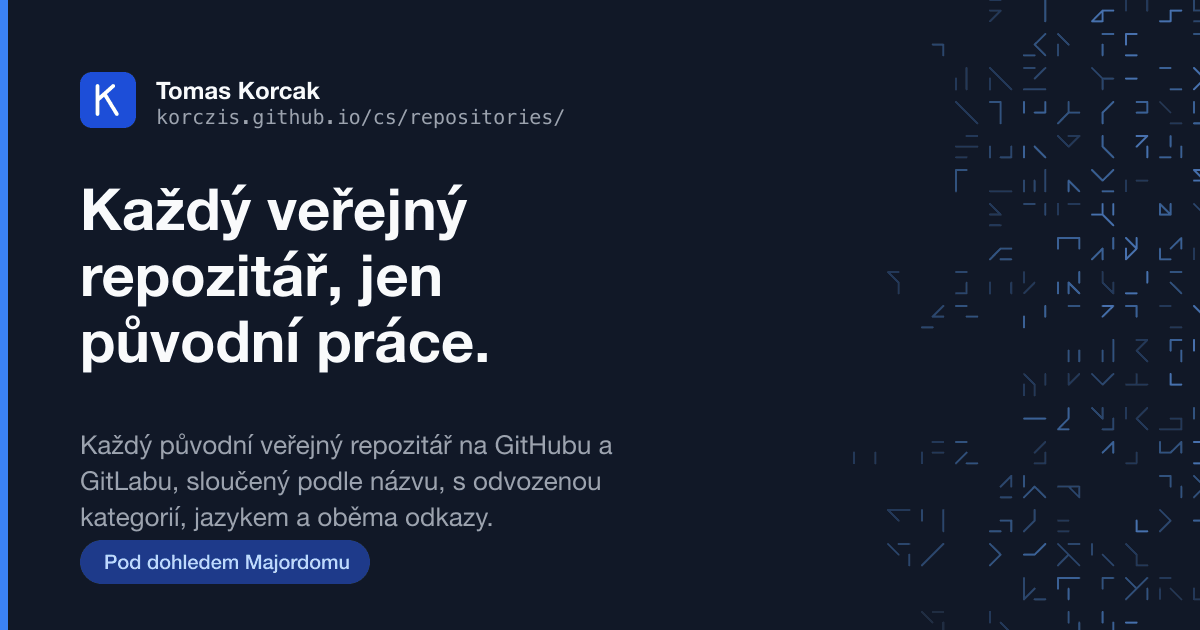 K
Tomas Korcak
korczis.github.io/cs/repositories/
Každý veřejný
repozitář, jen
původní práce.
Každý původní veřejný repozitář na GitHubu a
GitLabu, sloučený podle názvu, s odvozenou
kategorií, jazykem a oběma odkazy.
Pod dohledem Majordomu